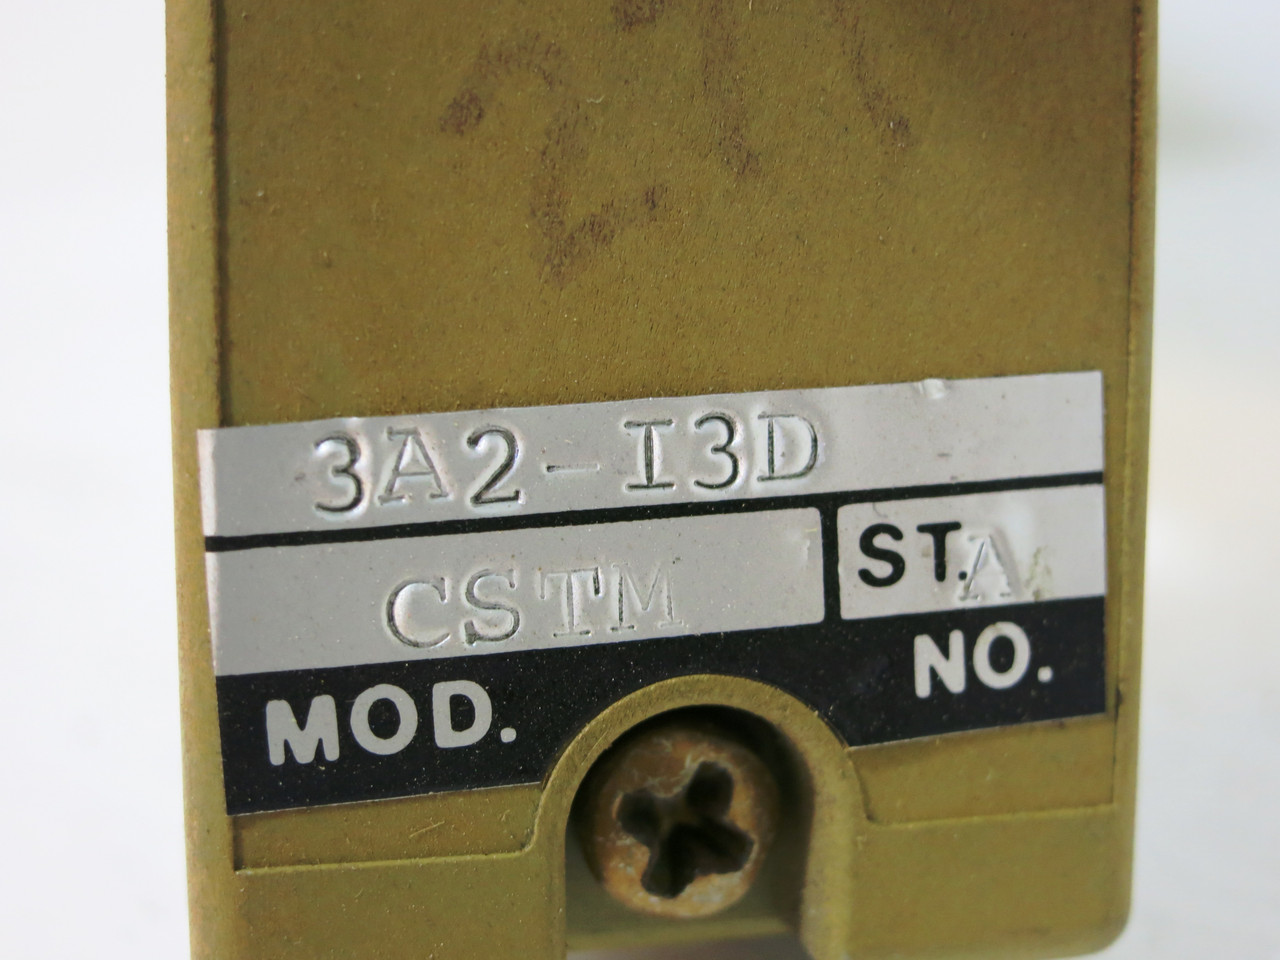 3A2-I3D
CSTM ST.A
MOD. NO.